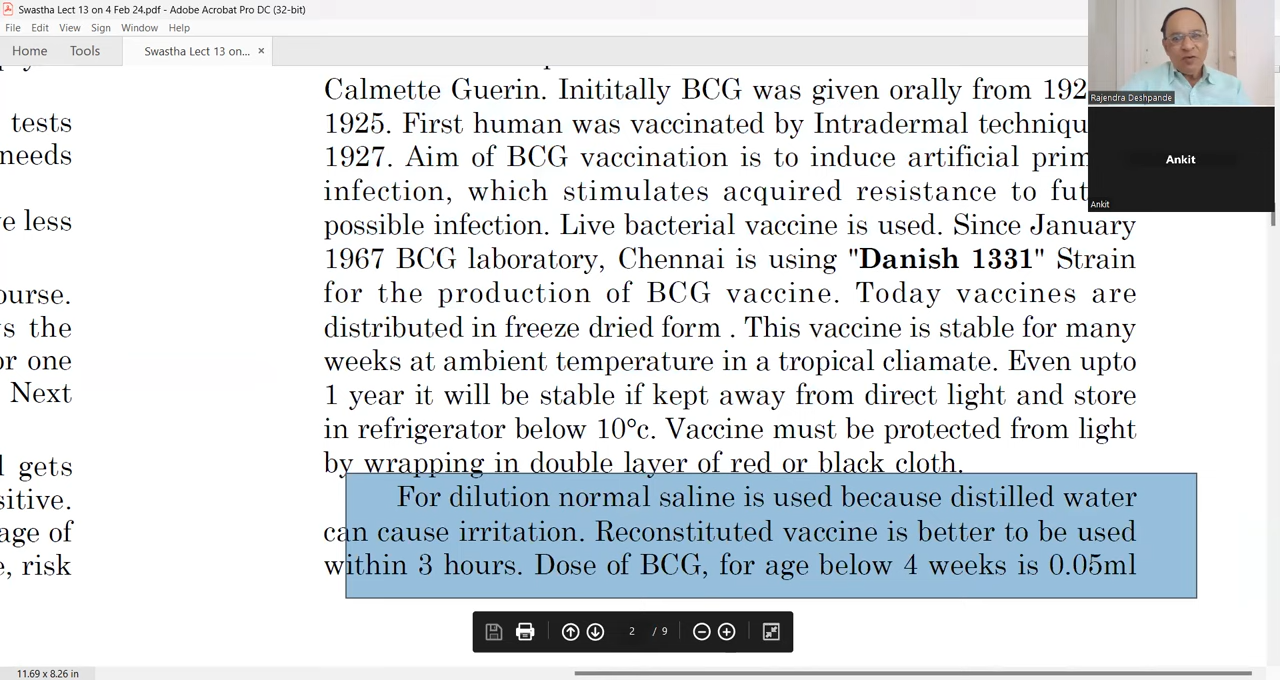 Swastha Lect 13 on 4 Feb 24.pdf - Adobe Acrobat Pro DC (32-bit)
File Edit View Sign Window Help
Home Tools Swastha Lect 13 on... ×
Rajendra Deshpande
Ankit
Ankit
tests
needs
less
the
one
Next
gets
age of
risk
Calmette Guerin. Inititally BCG was given orally from
1925. First human was vaccinated by Intradermal
1927. Aim of BCG vaccination is to induce artificial
infection, which stimulates acquired resistance to
possible infection. Live bacterial vaccine is used. Since January
1967 BCG laboratory, Chennai is using "Danish 1331" Strain
for the production of BCG vaccine. Today vaccines are
distributed in freeze dried form . This vaccine is stable for many
weeks at ambient temperature in a tropical cliamate. Even upto
1 year it will be stable if kept away from direct light and store
in refrigerator below 10°c. Vaccine must be protected from light
by wrapping in double layer of red or black cloth.
For dilution normal saline is used because distilled water
can cause irritation. Reconstituted vaccine is better to be used
within 3 hours. Dose of BCG, for age below 4 weeks is 0.05ml
2 / 9
11.69 x 8.26 in